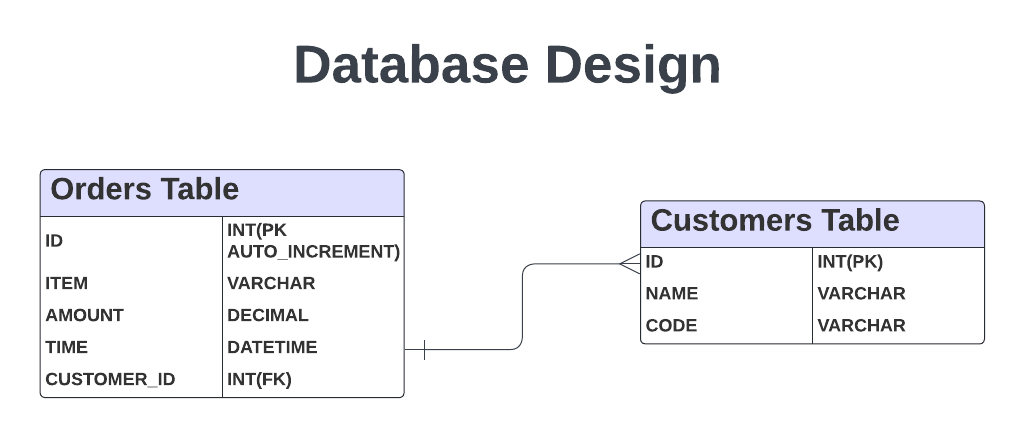 Database Design
Orders Table
ID INT(PK
AUTO_INCREMENT)
ITEM VARCHAR
AMOUNT DECIMAL
TIME DATETIME
CUSTOMER_ID INT(FK)
Customers Table
ID INT(PK)
NAME VARCHAR
CODE VARCHAR